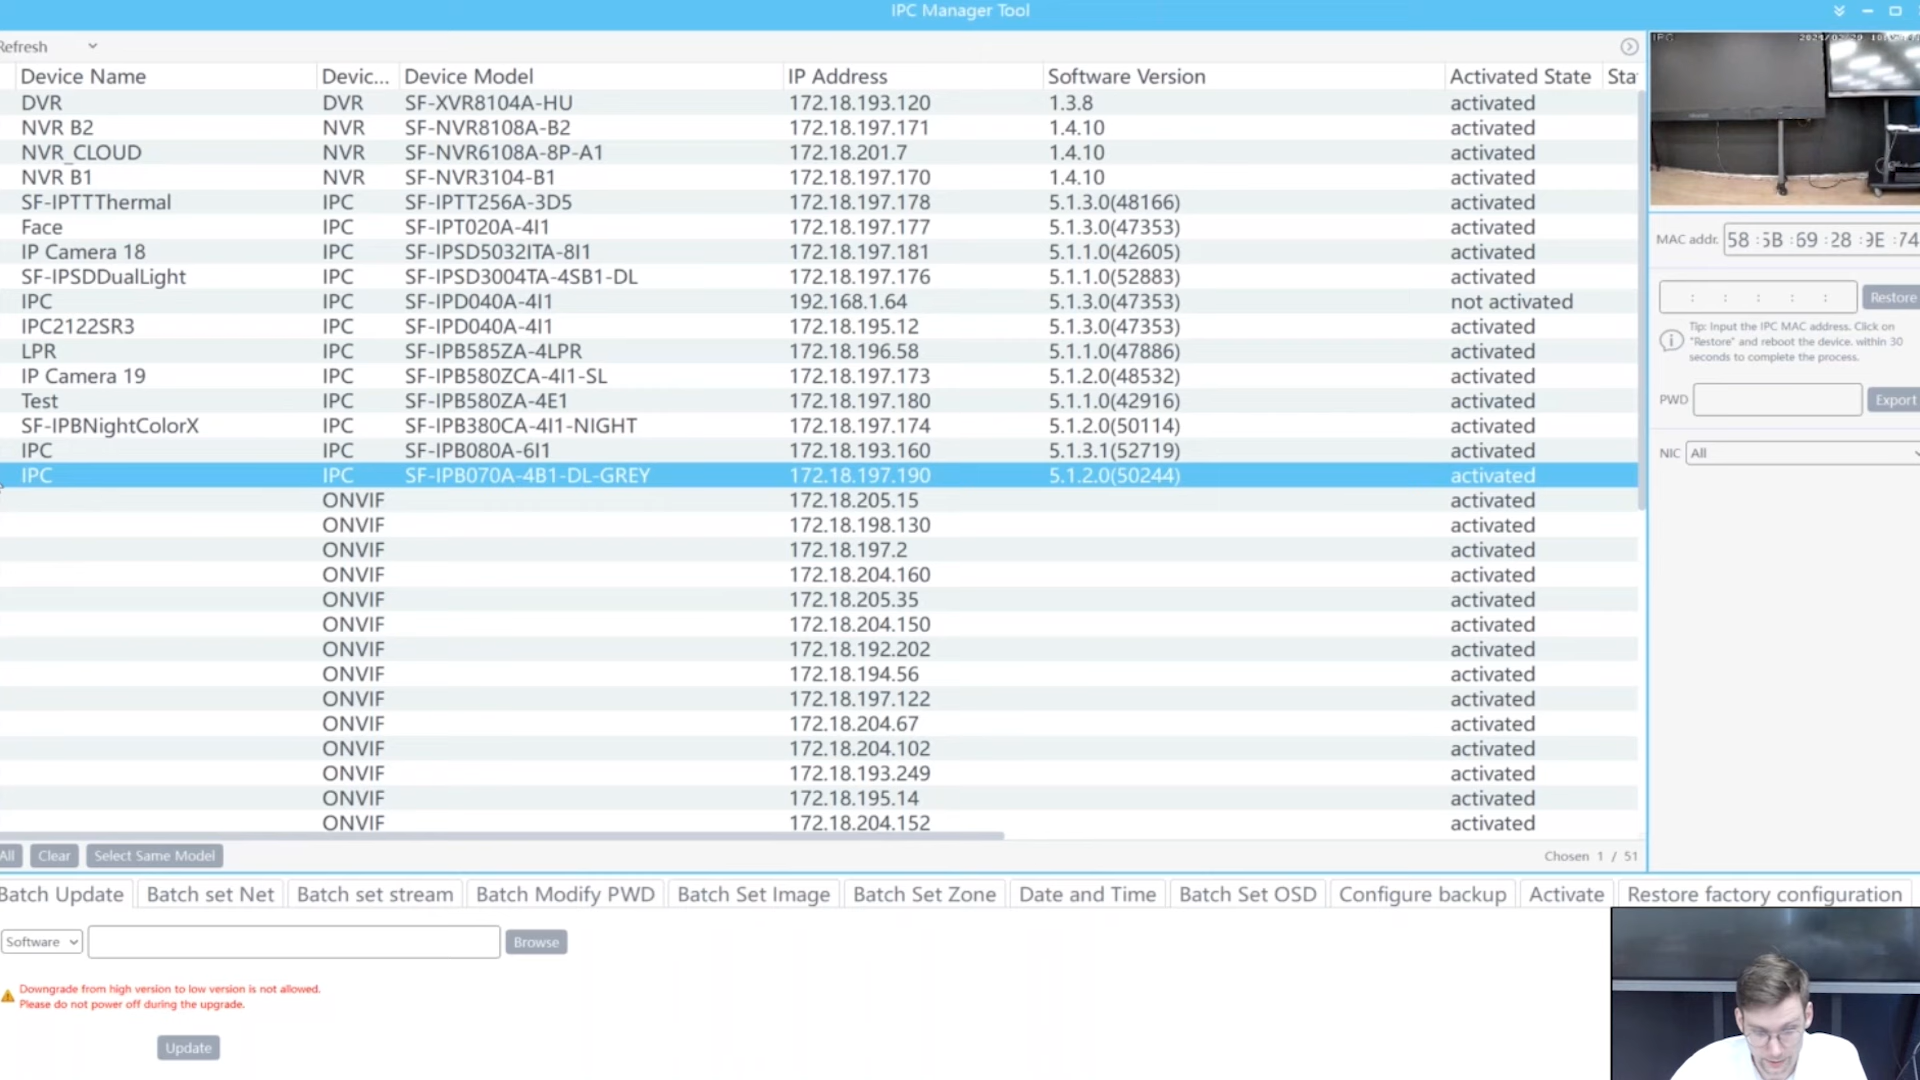 IPC Manager Tool
Refresh
Device Name Devic... Device Model IP Address Software Version Activated State Sta
DVR DVR SF-XVR8104A-HU 172.18.193.120 1.3.8 activated
NVR B2 NVR SF-NVR8108A-B2 172.18.197.171 1.4.10 activated
NVR_CLOUD NVR SF-NVR6108A-8P-A1 172.18.201.7 1.4.10 activated
NVR B1 NVR SF-NVR3104-B1 172.18.197.170 1.4.10 activated
SF-IPTTThermal IPC SF-IPTT256A-3D5 172.18.197.178 5.1.3.0(48166) activated
Face IPC SF-IPT020A-4I1 172.18.197.177 5.1.3.0(47353) activated
IP Camera 18 IPC SF-IPSD5032ITA-8I1 172.18.197.181 5.1.1.0(42605) activated
SF-IPSDDualLight IPC SF-IPSD3004TA-4SB1-DL 172.18.197.176 5.1.1.0(52883) activated
IPC IPC SF-IPD040A-4I1 192.168.1.64 5.1.3.0(47353) not activated
IPC2122SR3 IPC SF-IPD040A-4I1 172.18.195.12 5.1.3.0(47353) activated
LPR IPC SF-IPB585ZA-4LPR 172.18.196.58 5.1.1.0(47886) activated
IP Camera 19 IPC SF-IPB580ZCA-4I1-SL 172.18.197.173 5.1.2.0(48532) activated
Test IPC SF-IPB580ZA-4E1 172.18.197.180 5.1.1.0(42916) activated
SF-IPBNightColorX IPC SF-IPB380CA-4I1-NIGHT 172.18.197.174 5.1.2.0(50114) activated
IPC IPC SF-IPB080A-6I1 172.18.193.160 5.1.3.1(52719) activated
IPC IPC SF-IPB070A-4B1-DL-GREY 172.18.197.190 5.1.2.0(50244) activated
ONVIF 172.18.205.15 activated
ONVIF 172.18.198.130 activated
ONVIF 172.18.197.2 activated
ONVIF 172.18.204.160 activated
ONVIF 172.18.205.35 activated
ONVIF 172.18.204.150 activated
ONVIF 172.18.192.202 activated
ONVIF 172.18.194.56 activated
ONVIF 172.18.197.122 activated
ONVIF 172.18.204.67 activated
ONVIF 172.18.204.102 activated
ONVIF 172.18.193.249 activated
ONVIF 172.18.195.14 activated
ONVIF 172.18.204.152 activated
All Clear Select Same Model Chosen 1 / 51
IPC
MAC addr. 58 :5B :69 :28 :9E :74
: : : : : Restore
Tip: Input the IPC MAC address. Click on
"Restore" and reboot the device. within 30
seconds to complete the process.
PWD Export
NIC All
Batch Update Batch set Net Batch set stream Batch Modify PWD Batch Set Image Batch Set Zone Date and Time Batch Set OSD Configure backup Activate Restore factory configuration
Software Browse
Downgrade from high version to low version is not allowed.
Please do not power off during the upgrade.
Update